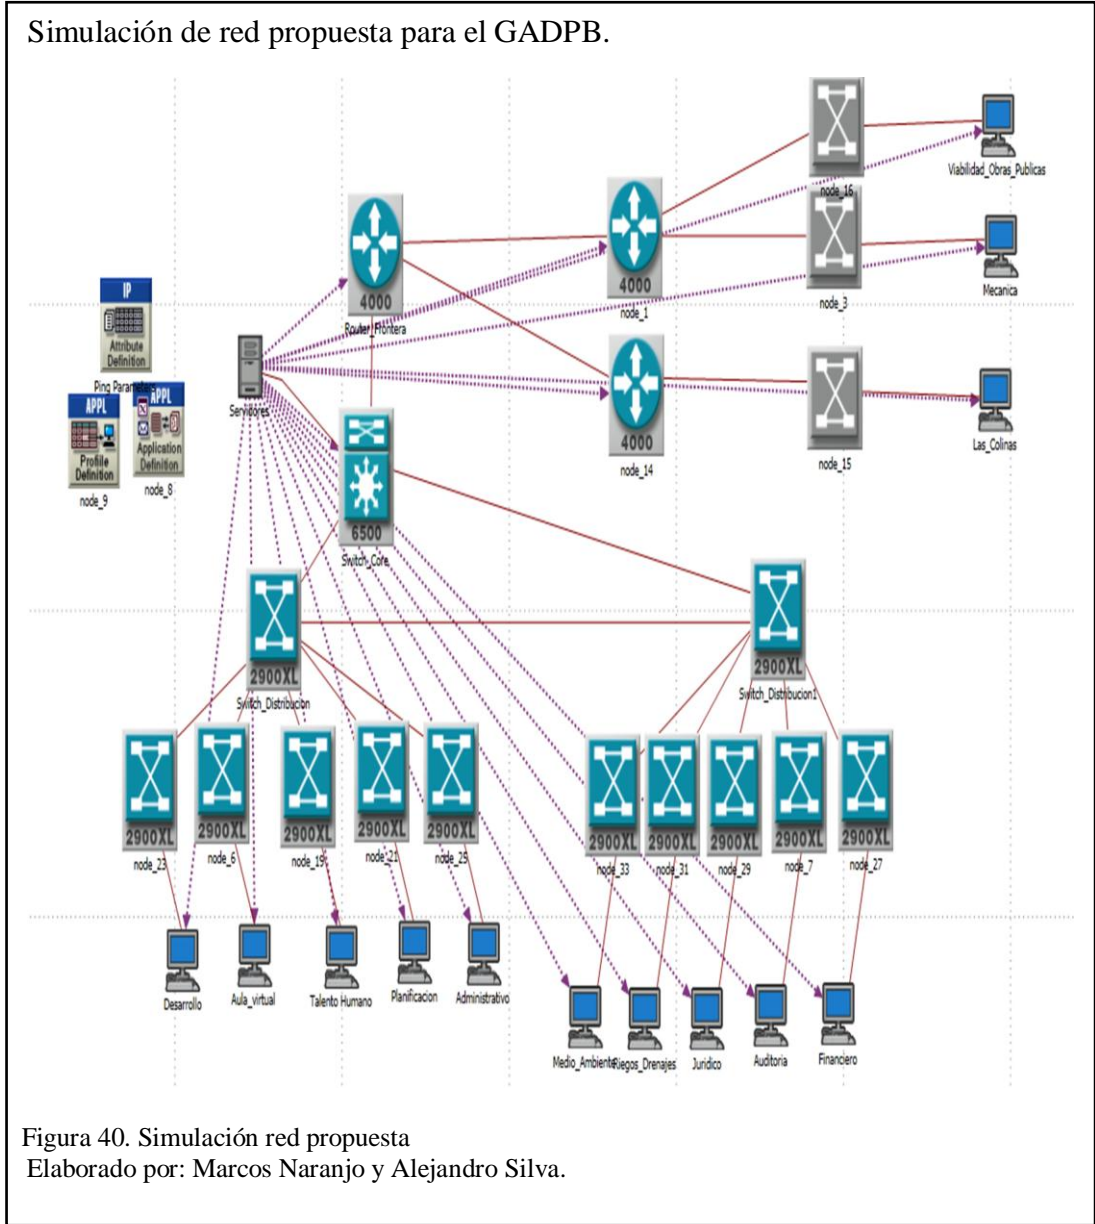 Simulación de red propuesta para el GADPB.
node_16
Viabilidad_Obras_Publicas
4000
Router_Frontera
4000
node_1
node_3
Mecanica
IP
Attribute
Definition
Ping Parameters
APPL
Profile
Definition
node_9
APPL
Application
Definition
node_8
Servidores
4000
node_14
node_15
Las_Colinas
6500
Switch_Core
2900XL
Switch_Distribucion
2900XL
Switch_Distribucion1
2900XL
node_23
2900XL
node_6
2900XL
node_19
2900XL
node_21
2900XL
node_25
2900XL
node_33
2900XL
node_31
2900XL
node_29
2900XL
node_7
2900XL
node_27
Desarrollo
Aula_virtual
Talento Humano
Planificacion
Administrativo
Medio_Ambiente
Riegos_Drenajes
Juridico
Auditoria
Financiero
Figura 40. Simulación red propuesta
Elaborado por: Marcos Naranjo y Alejandro Silva.